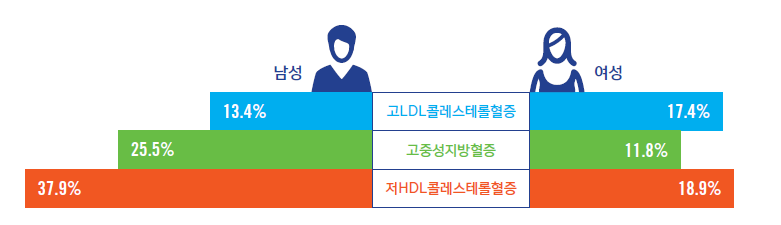 남성
여성
13.4% 고LDL콜레스테롤혈증 17.4%
25.5% 고중성지방혈증 11.8%
37.9% 저HDL콜레스테롤혈증 18.9%